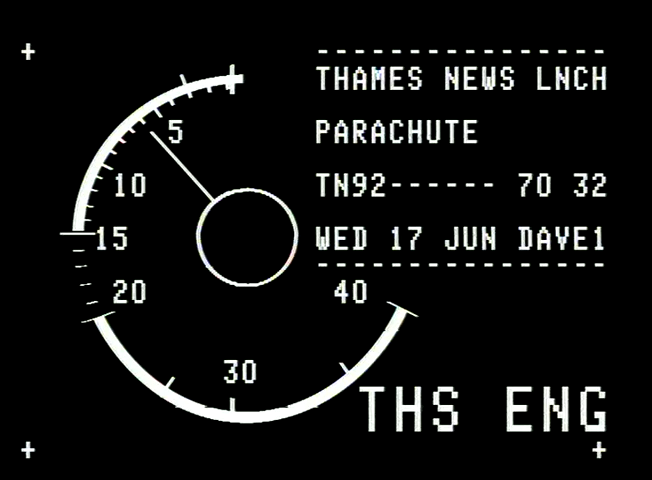 THAMES NEWS LNCH
PARACHUTE
TN92------ 70 32
WED 17 JUN DAVE1
5
10
15
20
30
40
THS ENG